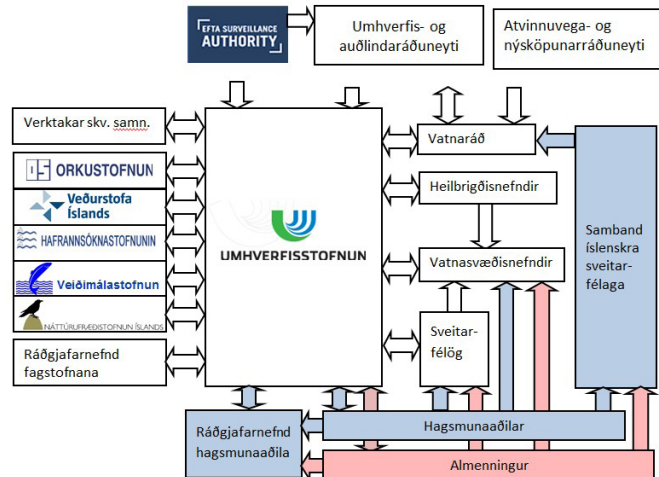 EFTA SURVEILLANCE
AUTHORITY
Umhverfis- og
auðlindaráðuneyti
Atvinnuvega- og
nýsköpunarráðuneyti
Verktakar skv. samn.
OS ORKUSTOFNUN
Veðurstofa
Íslands
HAFRANNSÓKNASTOFNUNIN
Veiðimálastofnun
NÁTTÚRUFRÆÐISTOFNUN ÍSLANDS
Ráðgjafarnefnd
fagstofnana
UMHVERFISSTOFNUN
Vatnaráð
Heilbrigðisnefndir
Vatnasvæðisnefndir
Sveitar-
félög
Samband
íslenskra
sveitar-
félaga
Ráðgjafarnefnd
hagsmunaaðila
Hagsmunaaðilar
Almenningur